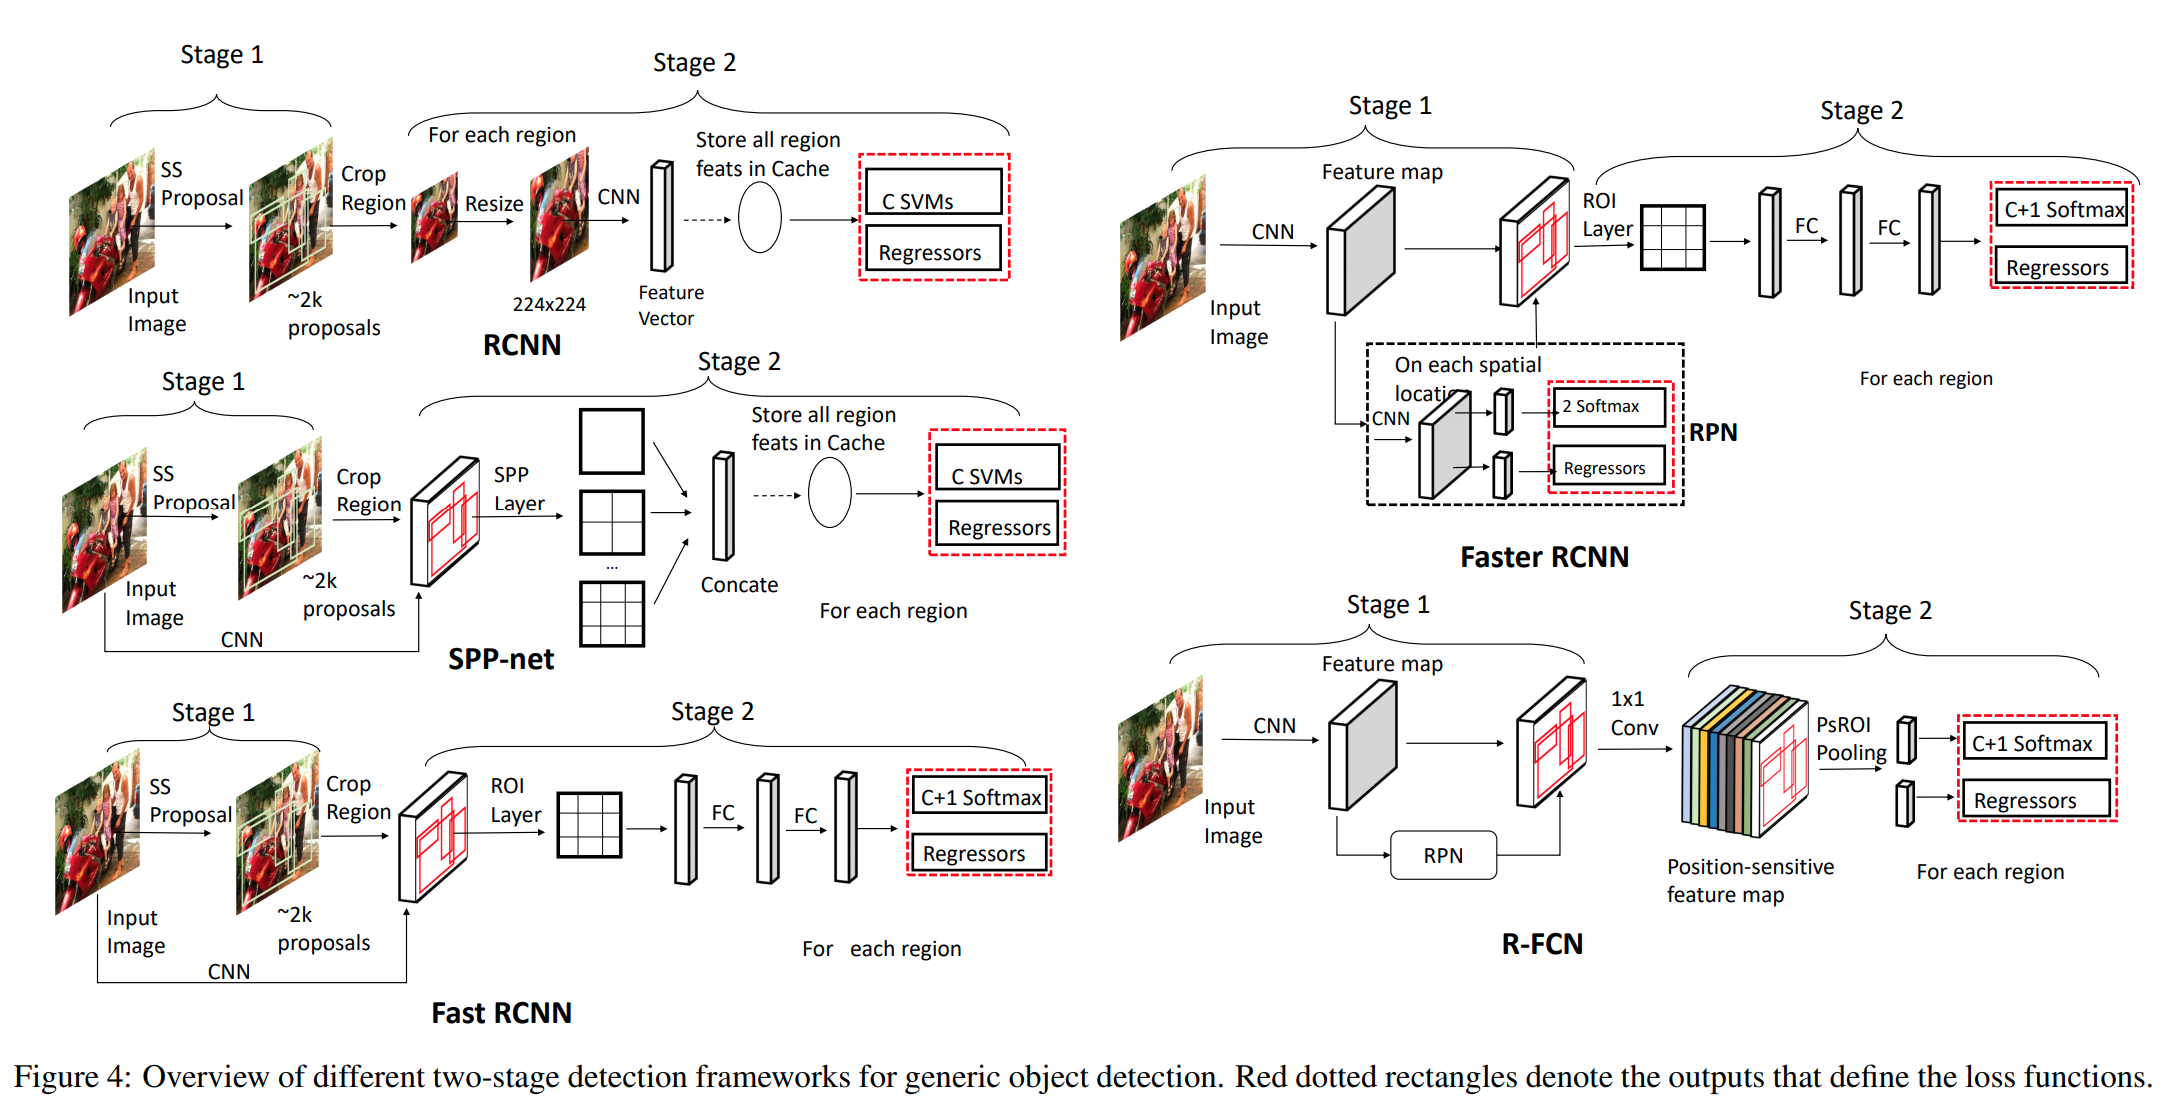 Stage 1
Stage 2
For each region
SS
Proposal
Input
Image
~2k
proposals
Crop
Region
Resize
224x224
CNN
Feature
Vector
Store all region
feats in Cache
C SVMs
Regressors
RCNN
Stage 1
Stage 2
SS
Proposal
Input
Image
~2k
proposals
CNN
Crop
Region
SPP
Layer
...
Concate
Store all region
feats in Cache
C SVMs
Regressors
For each region
SPP-net
Stage 1
Stage 2
SS
Proposal
Input
Image
~2k
proposals
CNN
Crop
Region
ROI
Layer
FC
FC
C+1 Softmax
Regressors
For each region
Fast RCNN
Stage 1
Stage 2
Input
Image
CNN
Feature map
ROI
Layer
FC
FC
C+1 Softmax
Regressors
For each region
On each spatial
locatio
CNN
2 Softmax
Regressors
RPN
Faster RCNN
Stage 1
Stage 2
Input
Image
CNN
Feature map
RPN
1x1
Conv
Position-sensitive
feature map
PsROI
Pooling
C+1 Softmax
Regressors
For each region
R-FCN
Figure 4: Overview of different two-stage detection frameworks for generic object detection. Red dotted rectangles denote the outputs that define the loss functions.